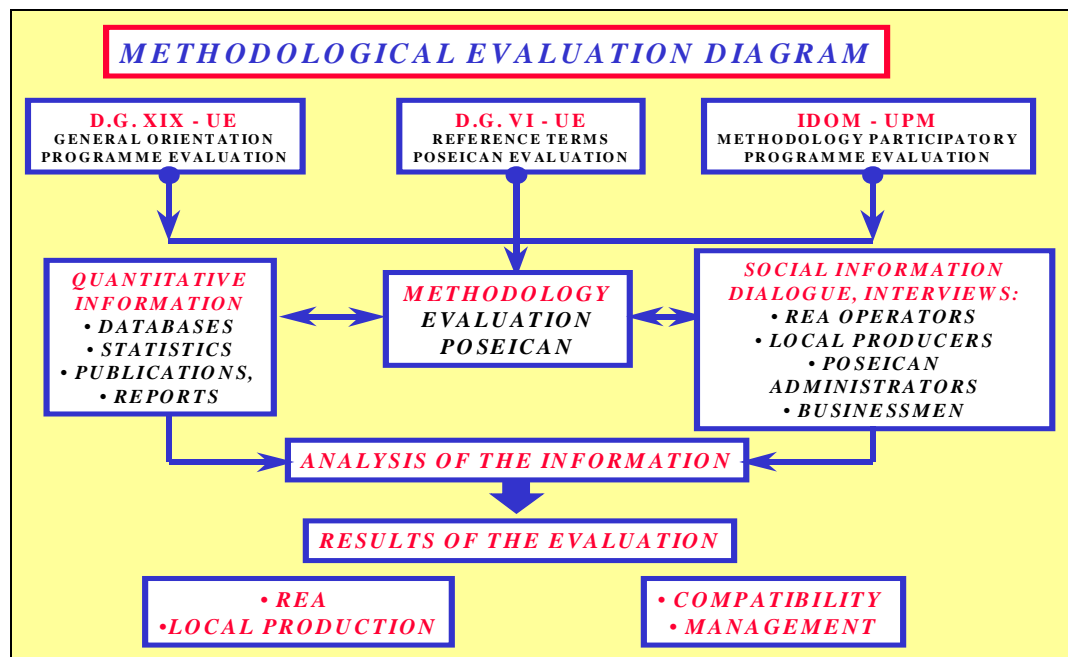 METHODOLOGICAL EVALUATION DIAGRAM
D.G. XIX - UE
GENERAL ORIENTATION
PROGRAMME EVALUATION
D.G. VI - UE
REFERENCE TERMS
POSEICAN EVALUATION
IDOM - UPM
METHODOLOGY PARTICIPATORY
PROGRAMME EVALUATION
QUANTITATIVE
INFORMATION
• DATABASES
• STATISTICS
• PUBLICATIONS,
• REPORTS
METHODOLOGY
EVALUATION
POSEICAN
SOCIAL INFORMATION
DIALOGUE, INTERVIEWS:
• REA OPERATORS
• LOCAL PRODUCERS
• POSEICAN
ADMINISTRATORS
• BUSINESSMEN
ANALYSIS OF THE INFORMATION
RESULTS OF THE EVALUATION
• REA
•LOCAL PRODUCTION
• COMPATIBILITY
• MANAGEMENT